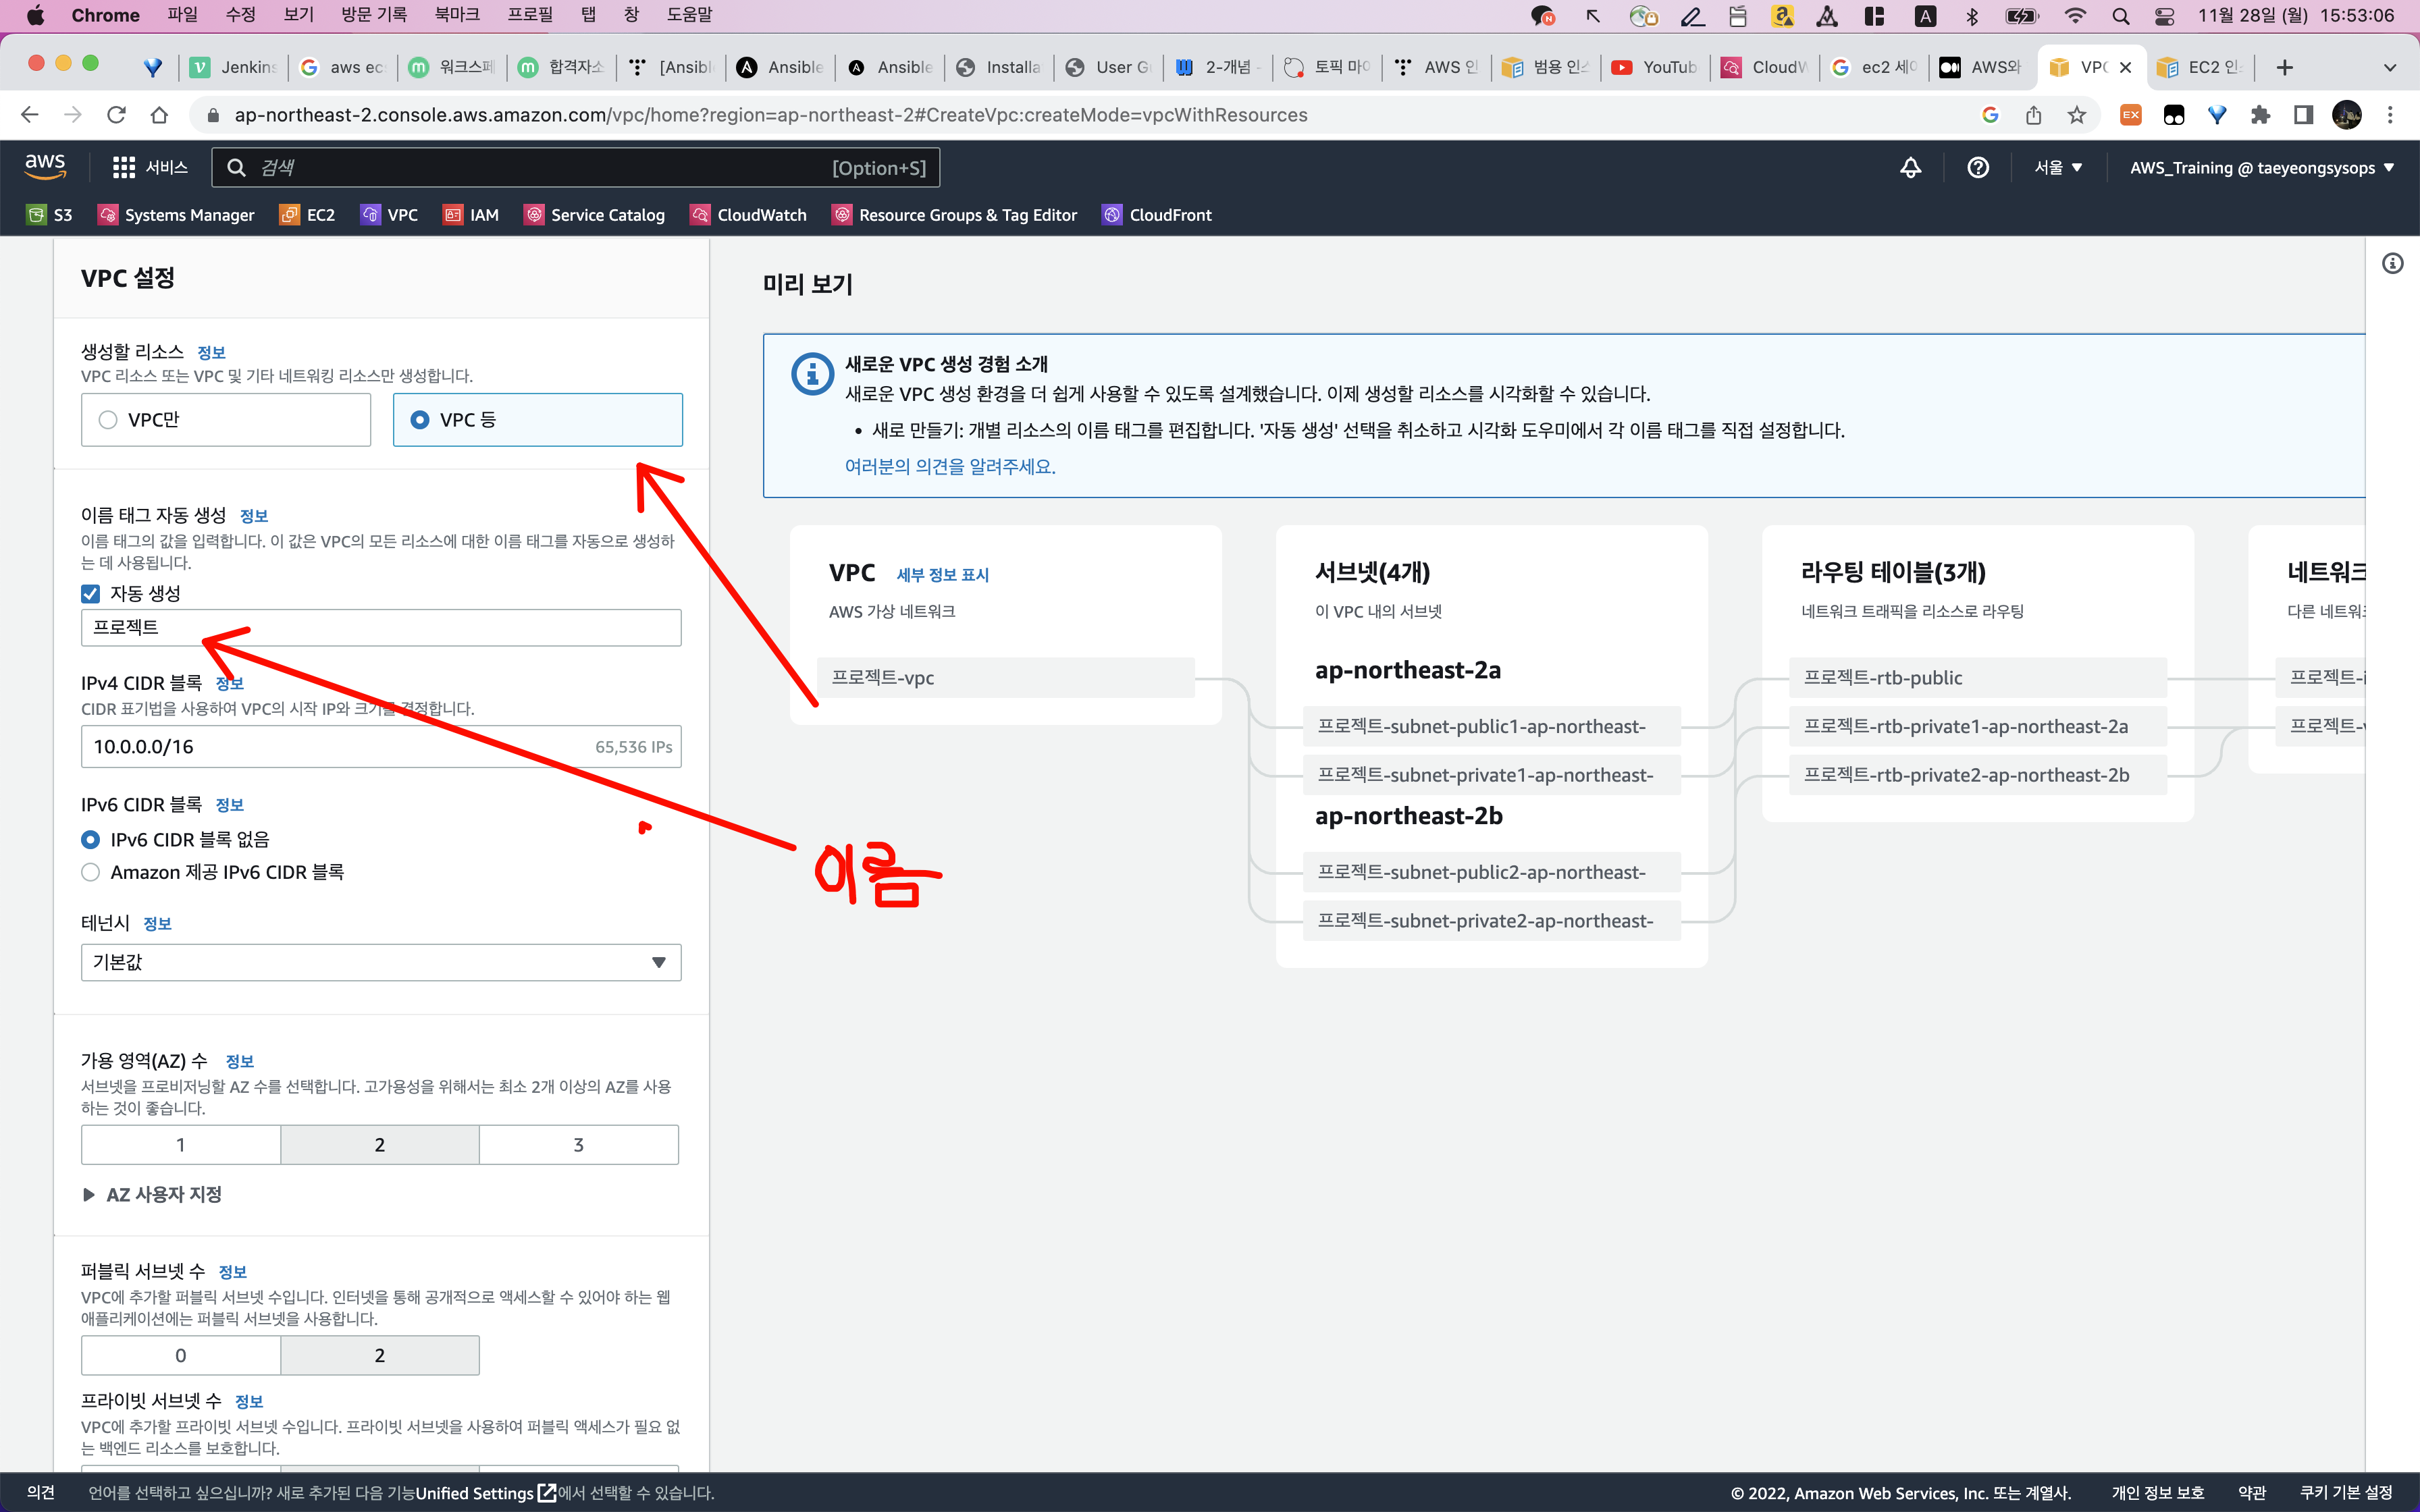 Chrome 파일 수정 보기 방문 기록 북마크 프로필 탭 창 도움말 11월 28일 (월) 15:53:06
Jenkins aws ec 워크스페 합격자소 [Ansibl Ansible Ansible Installa User G 2-개념 - 토픽 마 AWS 인 범용 인스 YouTub CloudW ec2 세 AWS와 VPC EC2 인
ap-northeast-2.console.aws.amazon.com/vpc/home?region=ap-northeast-2#CreateVpc:createMode=vpcWithResources
aws 서비스 검색 [Option+S] 서울 AWS_Training @ taeyeongsysops
S3 Systems Manager EC2 VPC IAM Service Catalog CloudWatch Resource Groups & Tag Editor CloudFront
VPC 설정
생성할 리소스 정보
VPC 리소스 또는 VPC 및 기타 네트워킹 리소스만 생성합니다.
VPC만 VPC 등
이름 태그 자동 생성 정보
이름 태그의 값을 입력합니다. 이 값은 VPC의 모든 리소스에 대한 이름 태그를 자동으로 생성하
는 데 사용됩니다.
자동 생성
프로젝트
IPv4 CIDR 블록 정보
CIDR 표기법을 사용하여 VPC의 시작 IP와 크기를 결정합니다.
10.0.0.0/16 65,536 IPs
IPv6 CIDR 블록 정보
IPv6 CIDR 블록 없음
Amazon 제공 IPv6 CIDR 블록
테넌시 정보
기본값
가용 영역(AZ) 수 정보
서브넷을 프로비저닝할 AZ 수를 선택합니다. 고가용성을 위해서는 최소 2개 이상의 AZ를 사용
하는 것이 좋습니다.
1 2 3
AZ 사용자 지정
퍼블릭 서브넷 수 정보
VPC에 추가할 퍼블릭 서브넷 수입니다. 인터넷을 통해 공개적으로 액세스할 수 있어야 하는 웹
애플리케이션에는 퍼블릭 서브넷을 사용합니다.
0 2
프라이빗 서브넷 수 정보
VPC에 추가할 프라이빗 서브넷 수입니다. 프라이빗 서브넷을 사용하여 퍼블릭 액세스가 필요 없
는 백엔드 리소스를 보호합니다.
미리 보기
새로운 VPC 생성 경험 소개
새로운 VPC 생성 환경을 더 쉽게 사용할 수 있도록 설계했습니다. 이제 생성할 리소스를 시각화할 수 있습니다.
• 새로 만들기: 개별 리소스의 이름 태그를 편집합니다. '자동 생성' 선택을 취소하고 시각화 도우미에서 각 이름 태그를 직접 설정합니다.
여러분의 의견을 알려주세요.
VPC 세부 정보 표시
AWS 가상 네트워크
프로젝트-vpc
이름
서브넷(4개)
이 VPC 내의 서브넷
ap-northeast-2a
프로젝트-subnet-public1-ap-northeast-
프로젝트-subnet-private1-ap-northeast-
ap-northeast-2b
프로젝트-subnet-public2-ap-northeast-
프로젝트-subnet-private2-ap-northeast-
라우팅 테이블(3개)
네트워크 트래픽을 리소스로 라우팅
프로젝트-rtb-public
프로젝트-rtb-private1-ap-northeast-2a
프로젝트-rtb-private2-ap-northeast-2b
네트워크
다른 네트워크
프로젝트-i
프로젝트-v
의견 언어를 선택하고 싶으십니까? 새로 추가된 다음 기능Unified Settings에서 선택할 수 있습니다. © 2022, Amazon Web Services, Inc. 또는 계열사. 개인 정보 보호 약관 쿠키 기본 설정